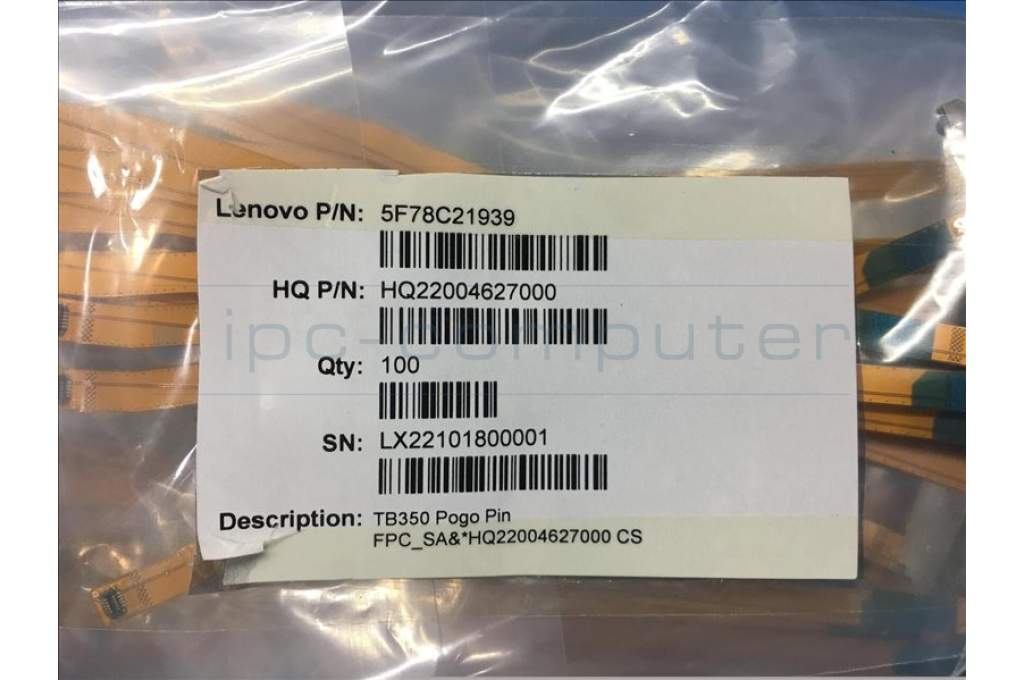 Lenovo P/N: 5F78C21939
HQ P/N: HQ22004627000
ipc-computer
Qty: 100
SN: LX22101800001
Description: TB350 Pogo Pin
FPC_SA&*HQ22004627000 CS